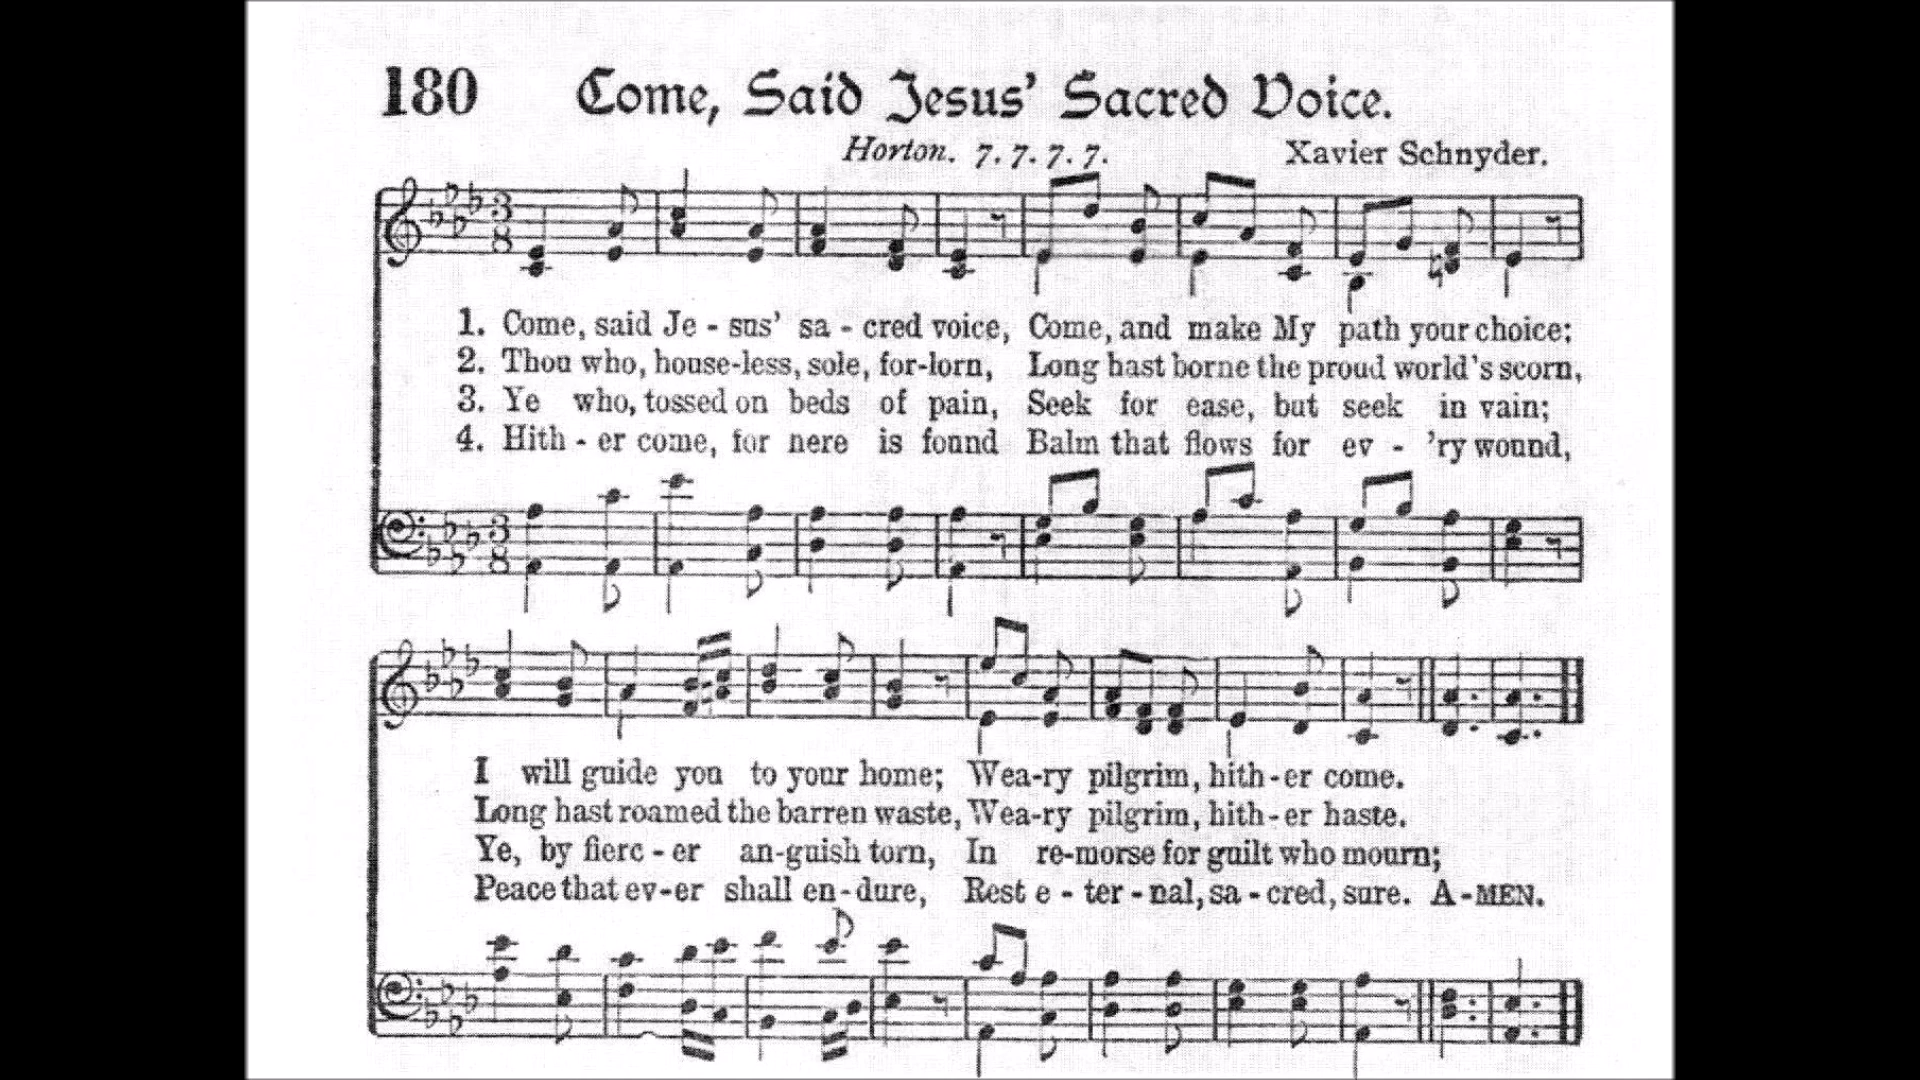 180 Come, Said Jesus' Sacred Voice.
Horton. 7. 7. 7. 7. Xavier Schnyder.
3 8
1. Come, said Je - sus' sa - cred voice, Come, and make My path your choice;
2. Thou who, house-less, sole, for-lorn, Long hast borne the proud world's scorn,
3. Ye who, tossed on beds of pain, Seek for ease, but seek in vain;
4. Hith - er come, for here is found Balm that flows for ev - 'ry wound,
3 8
I will guide you to your home; Wea-ry pilgrim, hith-er come.
Long hast roamed the barren waste, Wea-ry pilgrim, hith-er haste.
Ye, by fierc - er an-guish torn, In re-morse for guilt who mourn;
Peace that ev-er shall en-dure, Rest e - ter - nal, sa - cred, sure. A-MEN.